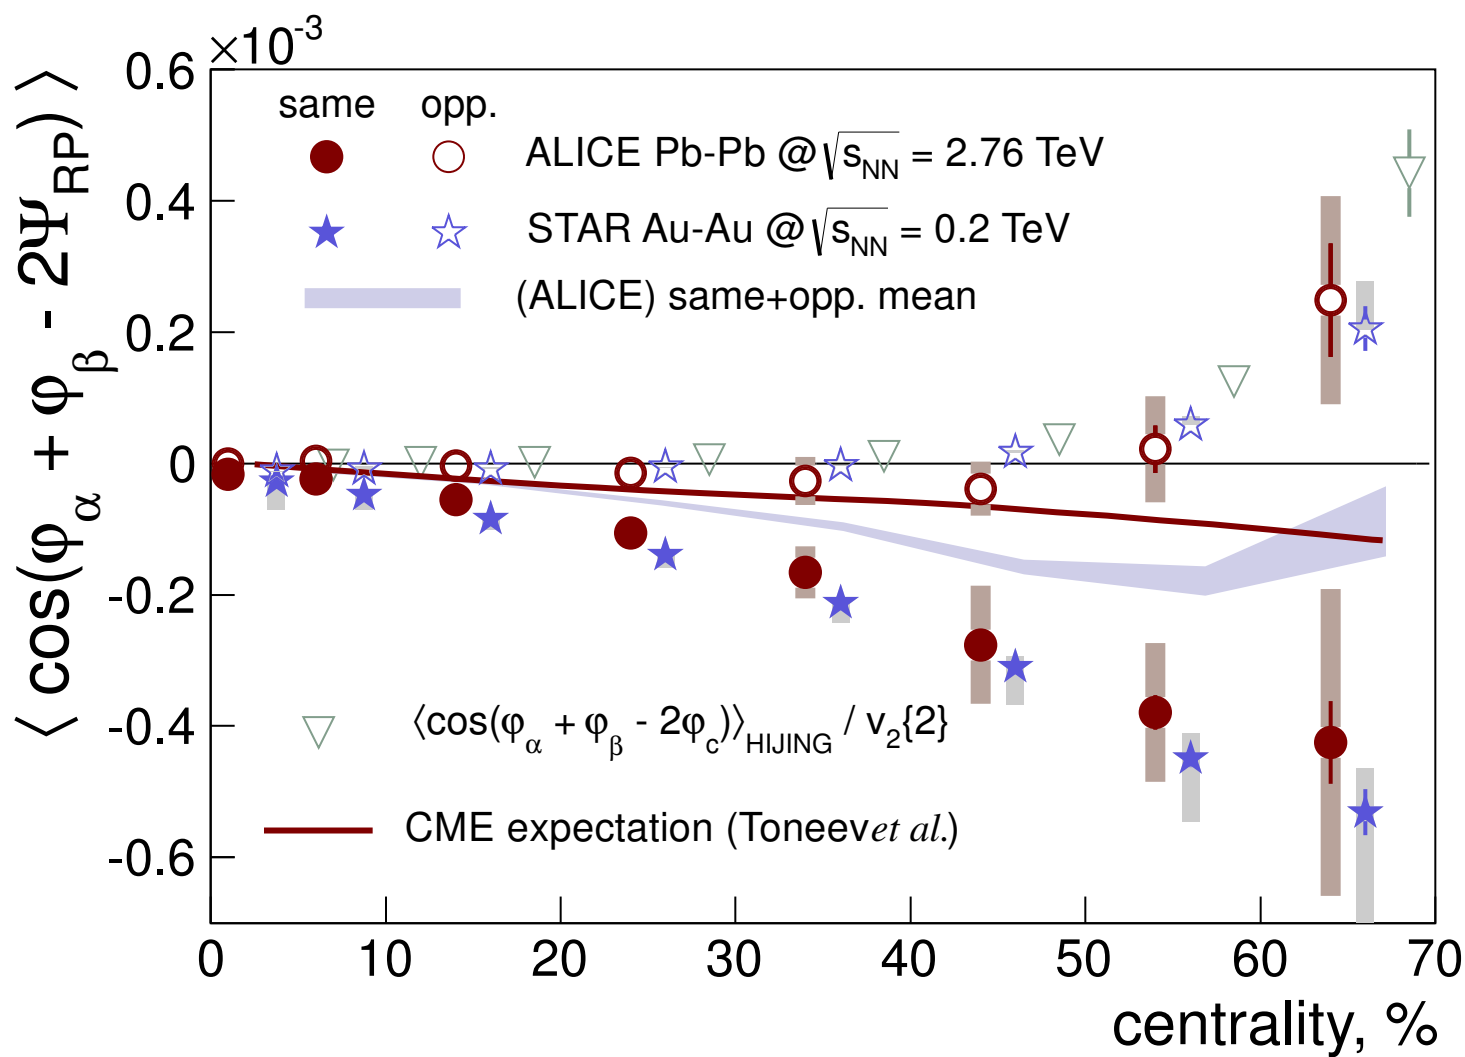 ×10⁻³
⟨ cos(φα + φβ - 2ΨRP) ⟩
0.6
0.4
0.2
0
-0.2
-0.4
-0.6
same opp.
ALICE Pb-Pb @ √sNN = 2.76 TeV
STAR Au-Au @ √sNN = 0.2 TeV
(ALICE) same+opp. mean
⟨cos(φα + φβ - 2φc)⟩HIJING / v₂{2}
CME expectation (Toneev et al.)
0 10 20 30 40 50 60 70
centrality, %